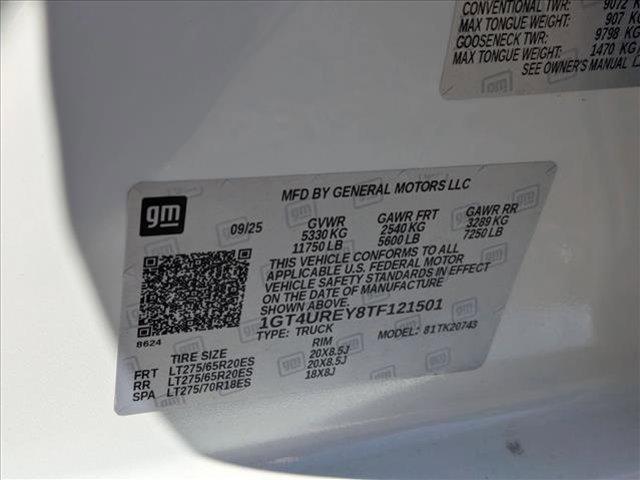 CONVENTIONAL TWR: 9072
MAX TONGUE WEIGHT: 907 K
GOOSENECK TWR: 9798 KG
MAX TONGUE WEIGHT: 1470 KG
SEE OWNER'S MANUAL
gm
MFD BY GENERAL MOTORS LLC
09/25 GVWR GAWR FRT GAWR RR
5330 KG 2540 KG 3289 KG
11750 LB 5600 LB 7250 LB
THIS VEHICLE CONFORMS TO ALL
APPLICABLE U.S. FEDERAL MOTOR
VEHICLE SAFETY STANDARDS IN EFFECT
ON THE DATE OF MANUFACTURE
SHOWN ABOVE.
1GT4UREY8TF121501
TYPE: TRUCK MODEL: 81TK20743
8624
TIRE SIZE RIM
FRT LT275/65R20ES 20X8.5J
RR LT275/65R20ES 20X8.5J
SPA LT275/70R18ES 18X8J